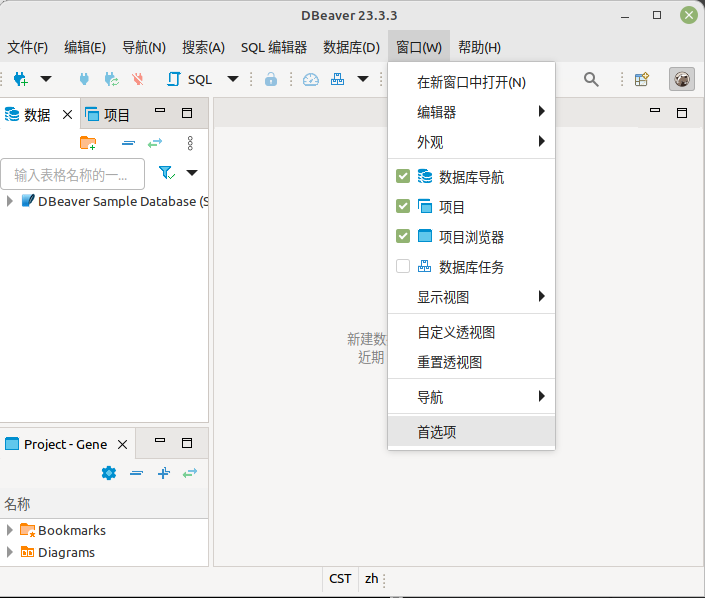 DBeaver 23.3.3
文件(F) 编辑(E) 导航(N) 搜索(A) SQL 编辑器 数据库(D) 窗口(W) 帮助(H)
SQL
在新窗口中打开(N)
编辑器
外观
数据库导航
项目
项目浏览器
数据库任务
显示视图
自定义透视图
重置透视图
导航
首选项
数据 项目
输入表格名称的一...
DBeaver Sample Database (S
新建数
近期
Project - Gene
名称
Bookmarks
Diagrams
CST zh